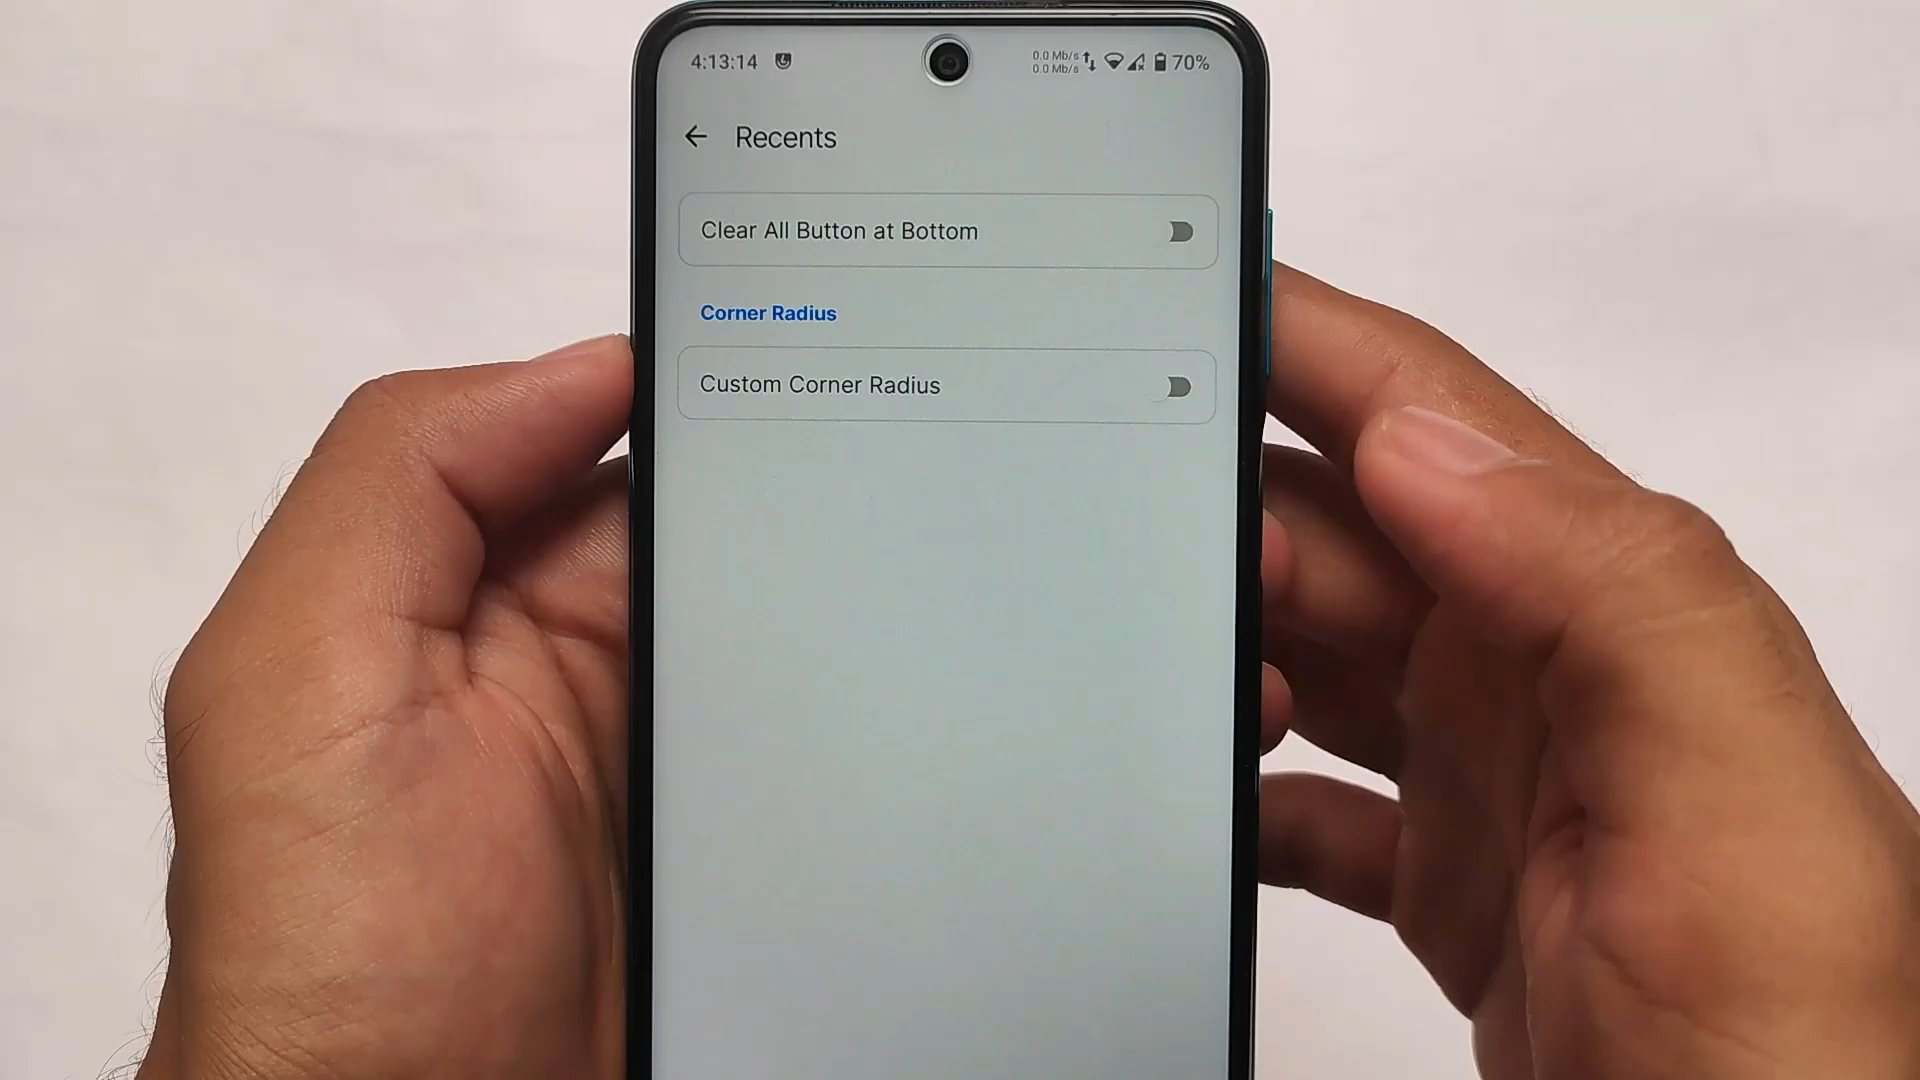 4:13:14
0.0 Mb/s
0.0 Mb/s
70%
Recents
Clear All Button at Bottom
Corner Radius
Custom Corner Radius